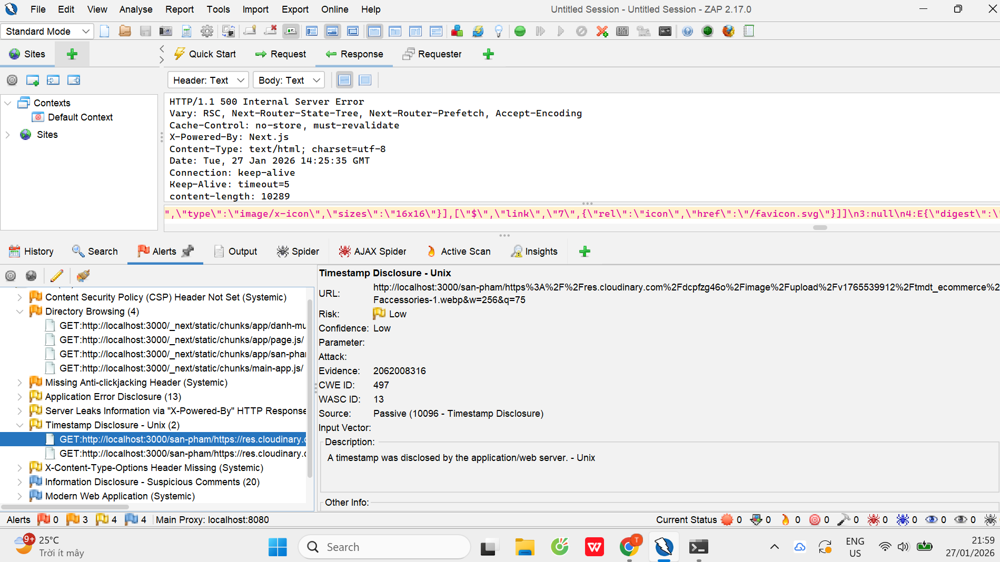 File Edit View Analyse Report Tools Import Export Online Help
Untitled Session - Untitled Session - ZAP 2.17.0
Standard Mode
Sites
Quick Start
Request
Response
Requester
Header: Text
Body: Text
Contexts
Default Context
Sites
HTTP/1.1 500 Internal Server Error
Vary: RSC, Next-Router-State-Tree, Next-Router-Prefetch, Accept-Encoding
Cache-Control: no-store, must-revalidate
X-Powered-By: Next.js
Content-Type: text/html; charset=utf-8
Date: Tue, 27 Jan 2026 14:25:35 GMT
Connection: keep-alive
Keep-Alive: timeout=5
content-length: 10289
",\"type\":\"image/x-icon\",\"sizes\":\"16x16\"}],[\"$\",\"link\",\"7\",{\"rel\":\"icon\",\"href\":\"/favicon.svg\"}]]\n3:null\n4:E{\"digest\":\"
History
Search
Alerts
Output
Spider
AJAX Spider
Active Scan
Insights
Content Security Policy (CSP) Header Not Set (Systemic)
Directory Browsing (4)
GET:http://localhost:3000/_next/static/chunks/app/danh-mu
GET:http://localhost:3000/_next/static/chunks/app/page.js/
GET:http://localhost:3000/_next/static/chunks/app/san-phar
GET:http://localhost:3000/_next/static/chunks/main-app.js/
Missing Anti-clickjacking Header (Systemic)
Application Error Disclosure (13)
Server Leaks Information via "X-Powered-By" HTTP Response
Timestamp Disclosure - Unix (2)
GET:http://localhost:3000/san-pham/https://res.cloudinary.c
GET:http://localhost:3000/san-pham/https://res.cloudinary.c
X-Content-Type-Options Header Missing (Systemic)
Information Disclosure - Suspicious Comments (20)
Modern Web Application (Systemic)
Timestamp Disclosure - Unix
URL: http://localhost:3000/san-pham/https%3A%2F%2Fres.cloudinary.com%2Fdcpfzg46o%2Fimage%2Fupload%2Fv1765539912%2Ftmdt_ecommerce%2
Faccessories-1.webp&w=256&q=75
Risk: Low
Confidence: Low
Parameter:
Attack:
Evidence: 2062008316
CWE ID: 497
WASC ID: 13
Source: Passive (10096 - Timestamp Disclosure)
Input Vector:
Description:
A timestamp was disclosed by the application/web server. - Unix
Other Info:
Alerts 0 3 4 4 Main Proxy: localhost:8080
Current Status 0 0 0 0 0 0 0 0 0
9+
25°C
Trời ít mây
Search
T
ENG
US
21:59
27/01/2026